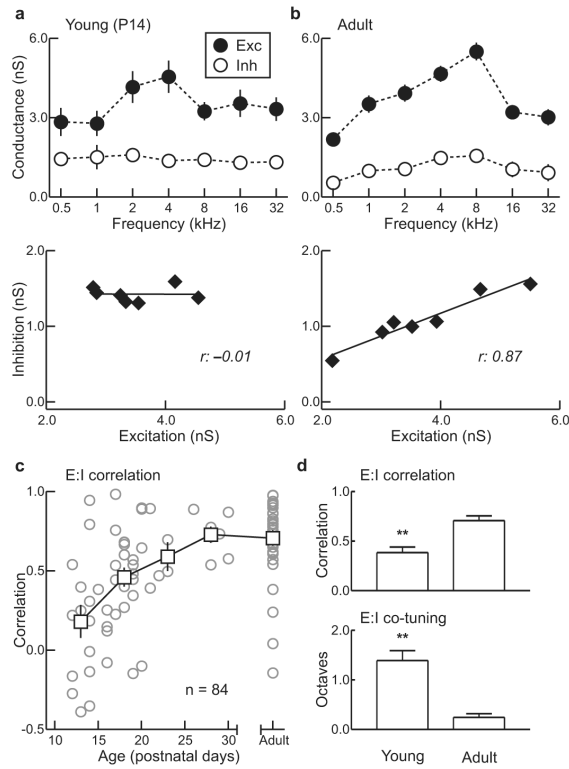 a Young (P14)
Exc
Inh
6.0
3.0
0.0
Conductance (nS)
0.5 1 2 4 8 16 32
Frequency (kHz)
b Adult
6.0
3.0
0.0
0.5 1 2 4 8 16 32
Frequency (kHz)
2.0
1.0
0.0
Inhibition (nS)
r: –0.01
2.0 4.0 6.0
Excitation (nS)
2.0
1.0
0.0
r: 0.87
2.0 4.0 6.0
Excitation (nS)
c E:I correlation
1.0
0.5
0.0
-0.5
Correlation
n = 84
10 15 20 25 30 Adult
Age (postnatal days)
d E:I correlation
1.0
0.5
0.0
Correlation
**
E:I co-tuning
2.0
1.0
0.0
Octaves
**
Young Adult